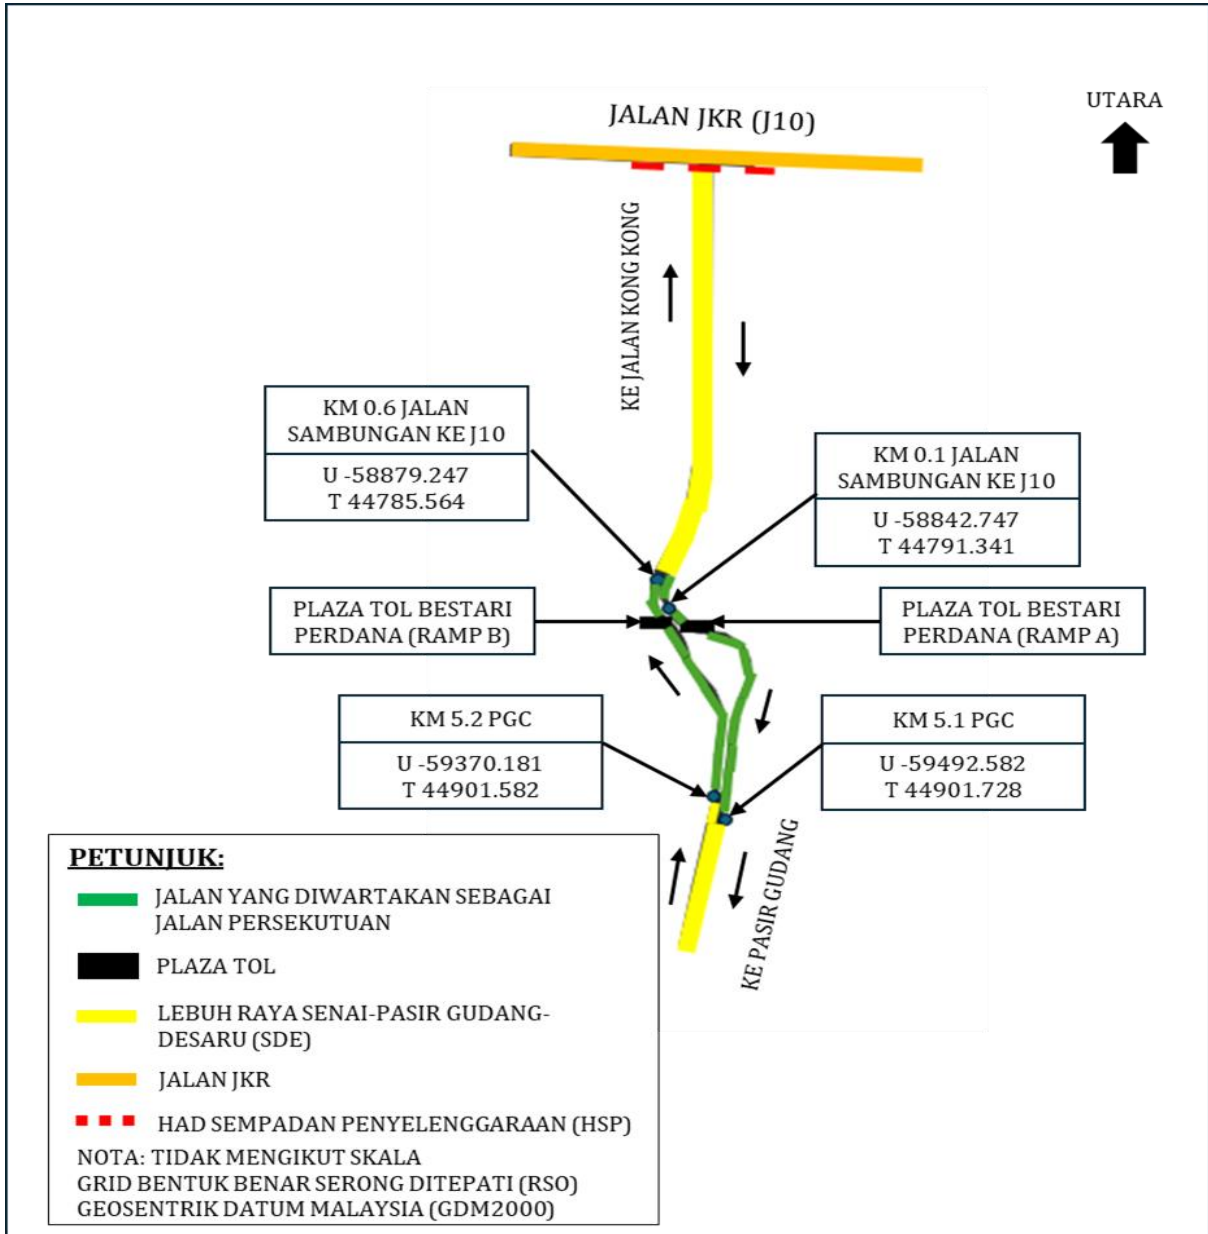 JALAN JKR (J10)
UTARA
KE JALAN KONG KONG
KM 0.6 JALAN
SAMBUNGAN KE J10
U -58879.247
T 44785.564
KM 0.1 JALAN
SAMBUNGAN KE J10
U -58842.747
T 44791.341
PLAZA TOL BESTARI
PERDANA (RAMP B)
PLAZA TOL BESTARI
PERDANA (RAMP A)
KM 5.2 PGC
U -59370.181
T 44901.582
KM 5.1 PGC
U -59492.582
T 44901.728
KE PASIR GUDANG
PETUNJUK:
JALAN YANG DIWARTAKAN SEBAGAI
JALAN PERSEKUTUAN
PLAZA TOL
LEBUH RAYA SENAI-PASIR GUDANG-
DESARU (SDE)
JALAN JKR
HAD SEMPADAN PENYELENGGARAAN (HSP)
NOTA: TIDAK MENGIKUT SKALA
GRID BENTUK BENAR SERONG DITEPATI (RSO)
GEOSENTRIK DATUM MALAYSIA (GDM2000)